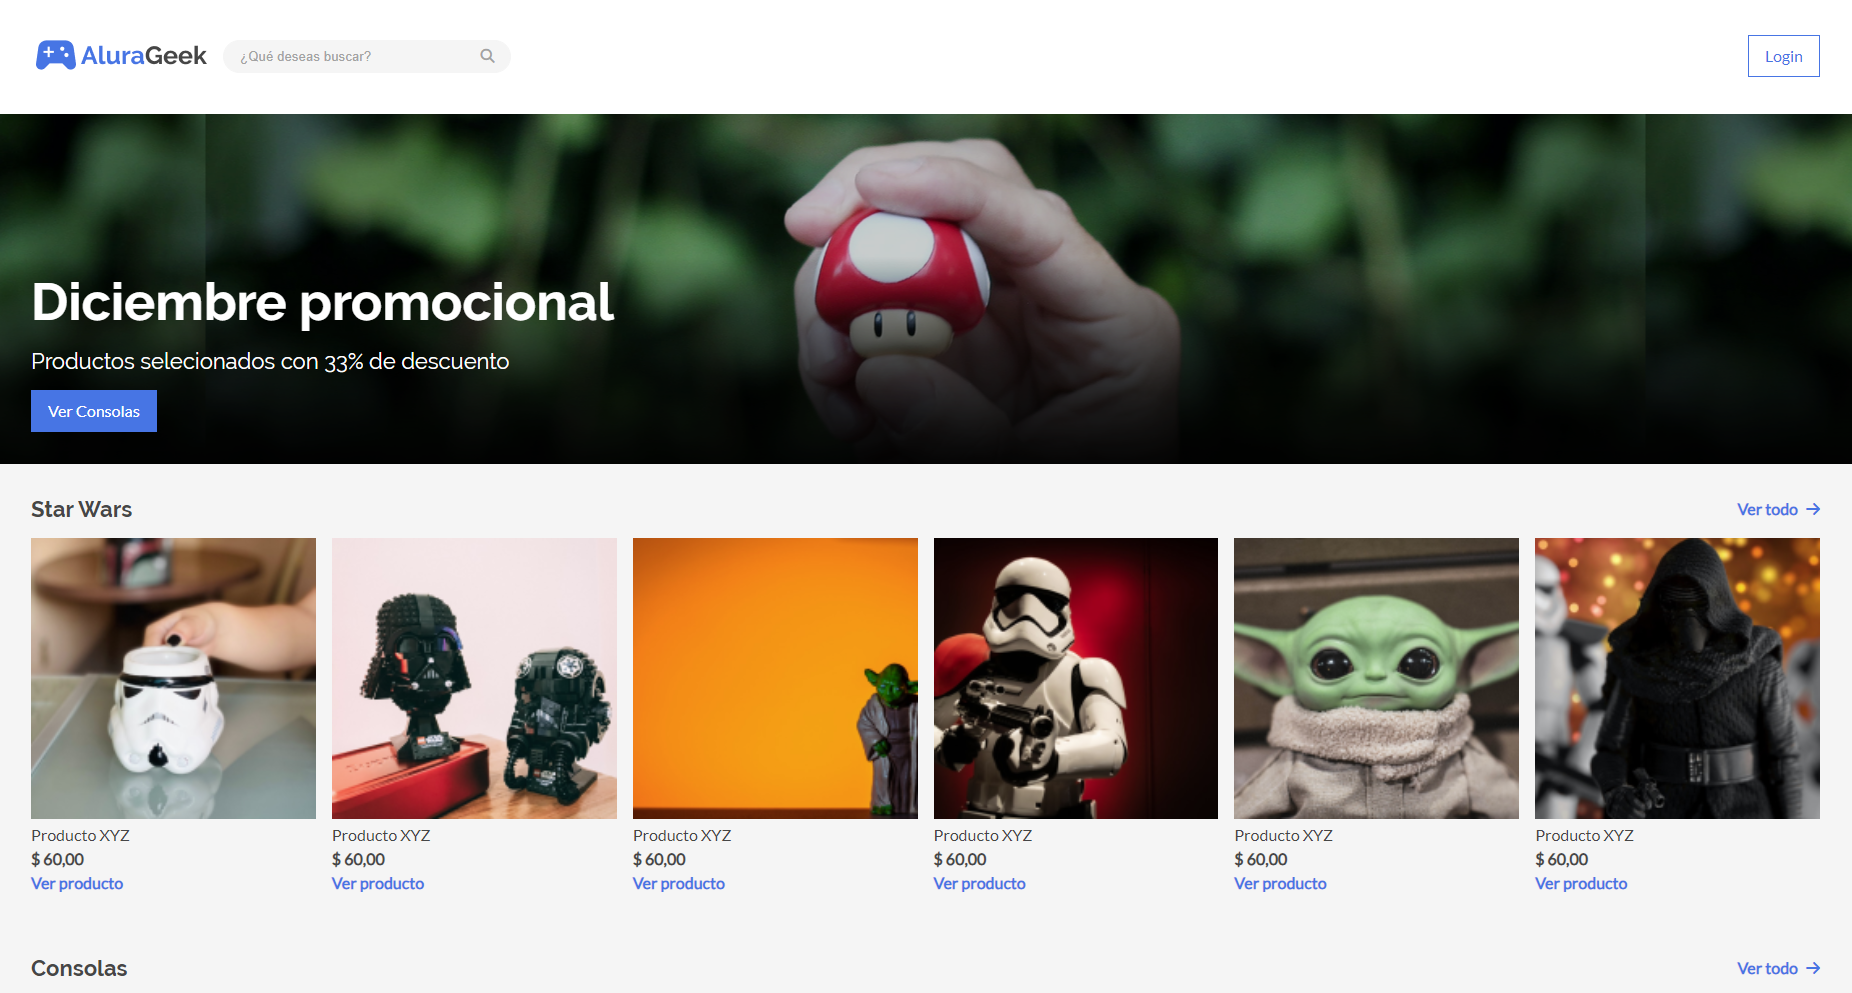 AluraGeek
¿Qué deseas buscar?
Login
Diciembre promocional
Productos selecionados con 33% de descuento
Ver Consolas
Star Wars
Ver todo →
Producto XYZ
$ 60,00
Ver producto
Producto XYZ
$ 60,00
Ver producto
Producto XYZ
$ 60,00
Ver producto
Producto XYZ
$ 60,00
Ver producto
Producto XYZ
$ 60,00
Ver producto
Producto XYZ
$ 60,00
Ver producto
Consolas
Ver todo →